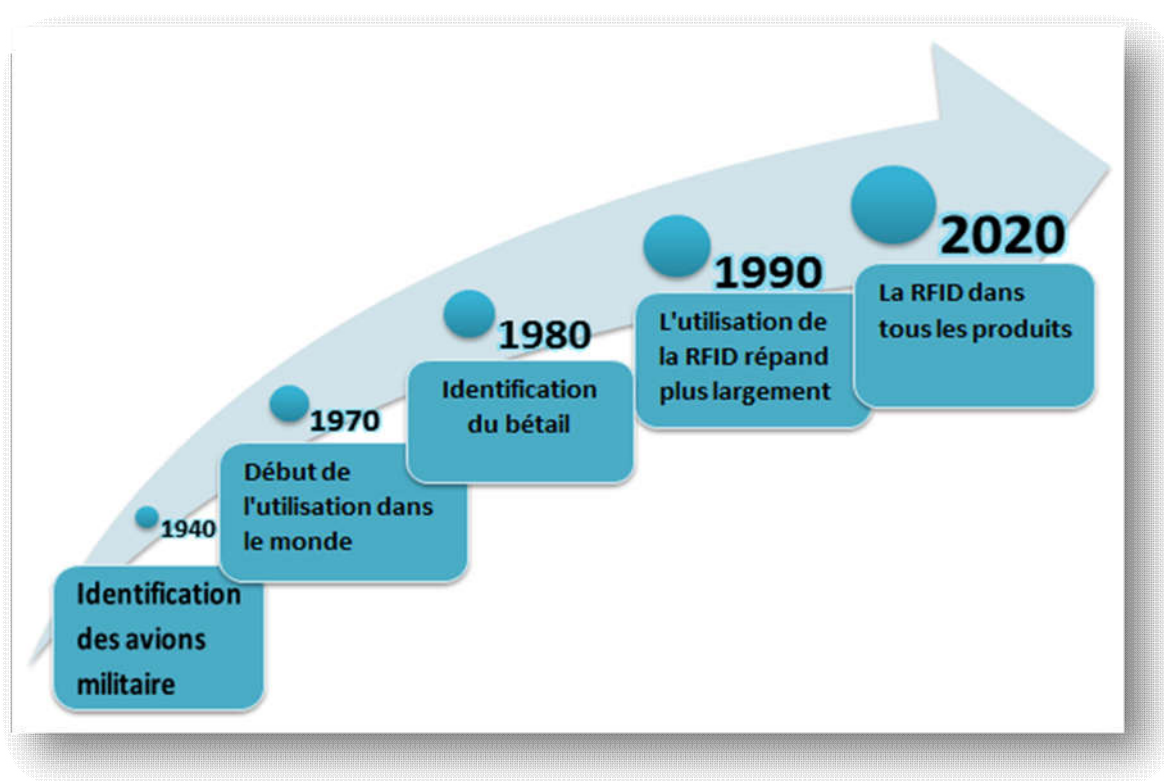 1940
Identification
des avions
militaire
1970
Début de
l'utilisation dans
le monde
1980
Identification
du bétail
1990
L'utilisation de
la RFID répand
plus largement
2020
La RFID dans
tous les produits